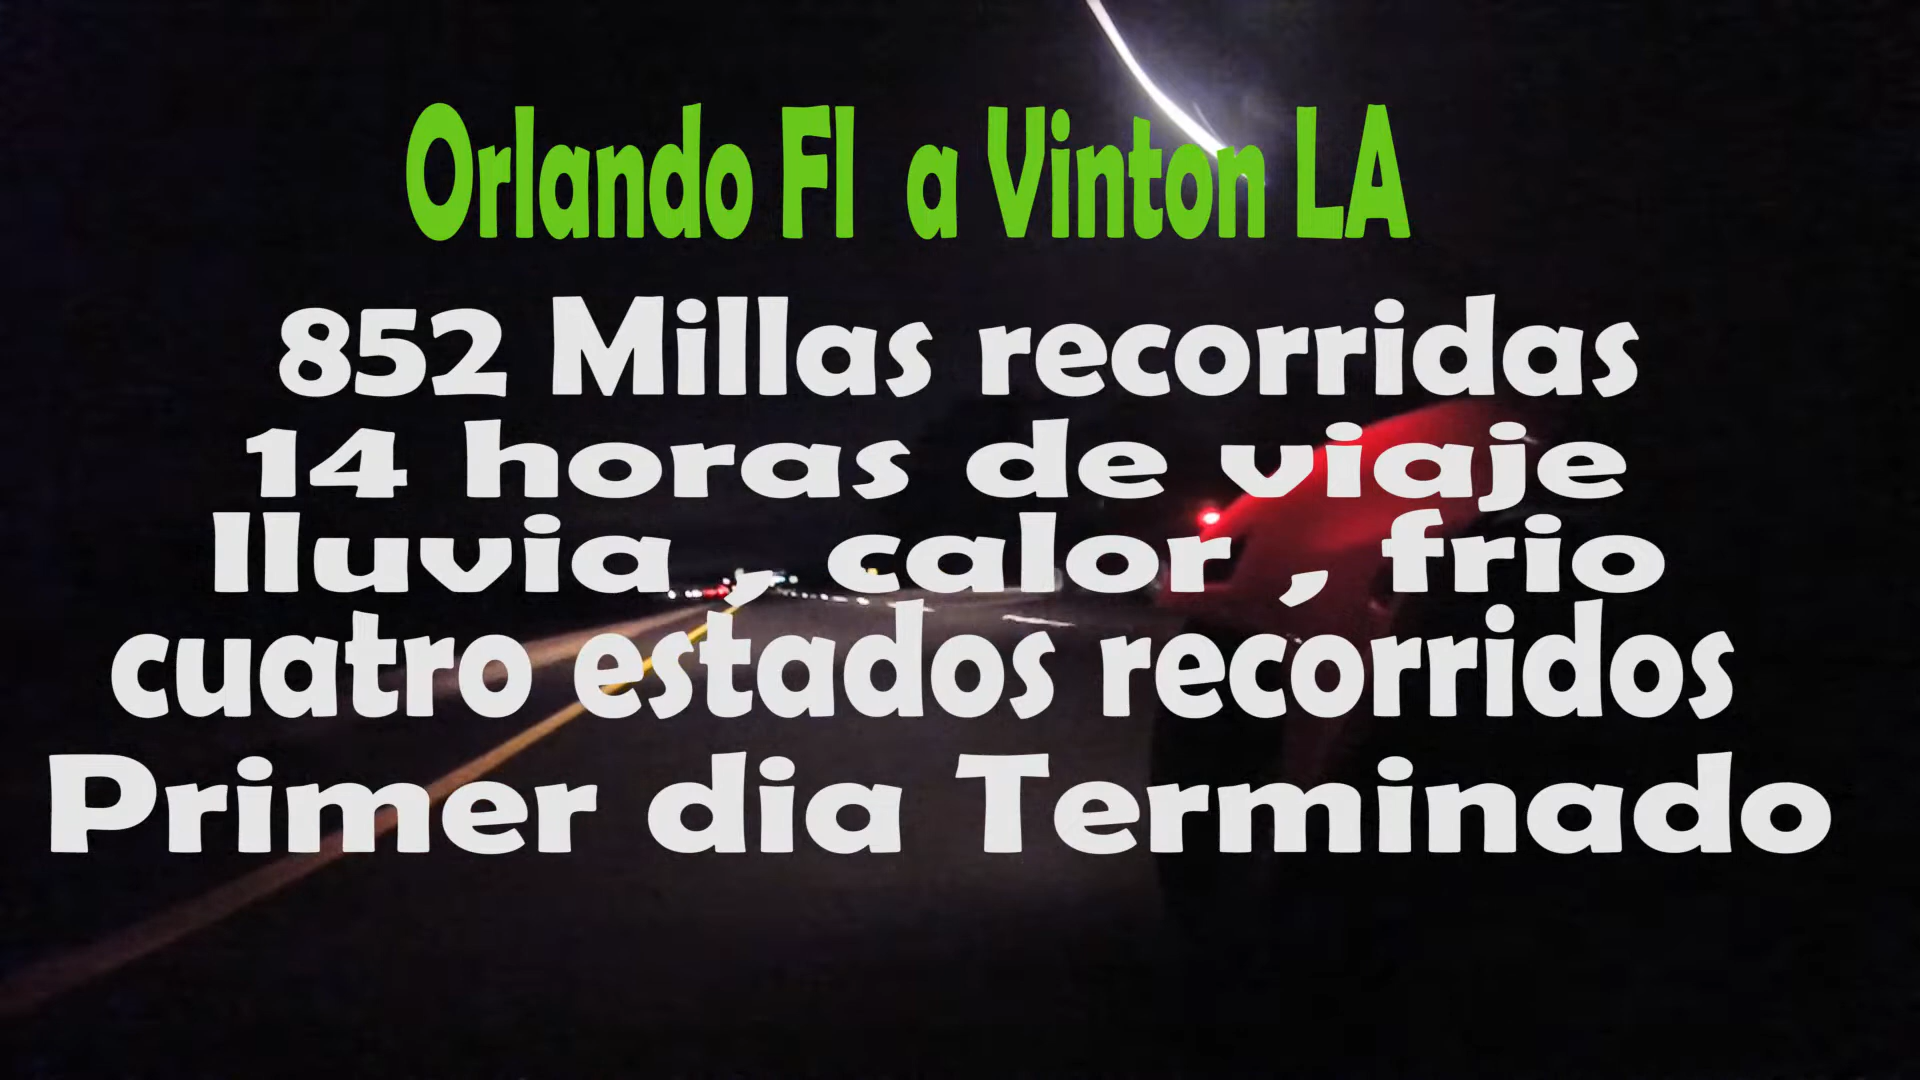 Orlando Fl a Vinton LA
852 Millas recorridas
14 horas de viaje
lluvia , calor , frio
cuatro estados recorridos
Primer dia Terminado